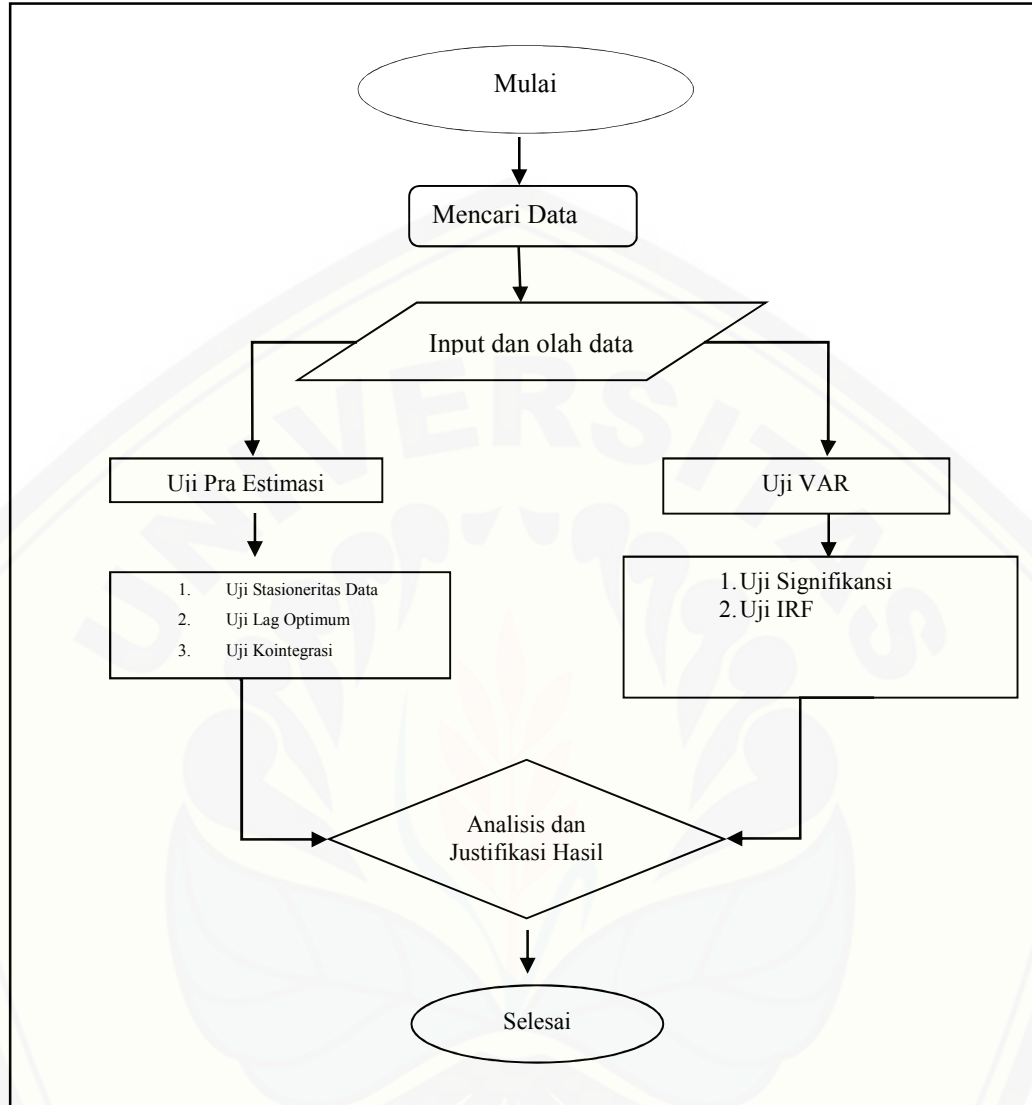 Mulai
Mencari Data
Input dan olah data
Uji Pra Estimasi
Uji VAR
1. Uji Stasioneritas Data
2. Uji Lag Optimum
3. Uji Kointegrasi
1. Uji Signifikansi
2. Uji IRF
Analisis dan
Justifikasi Hasil
Selesai
UNIVERSITAS